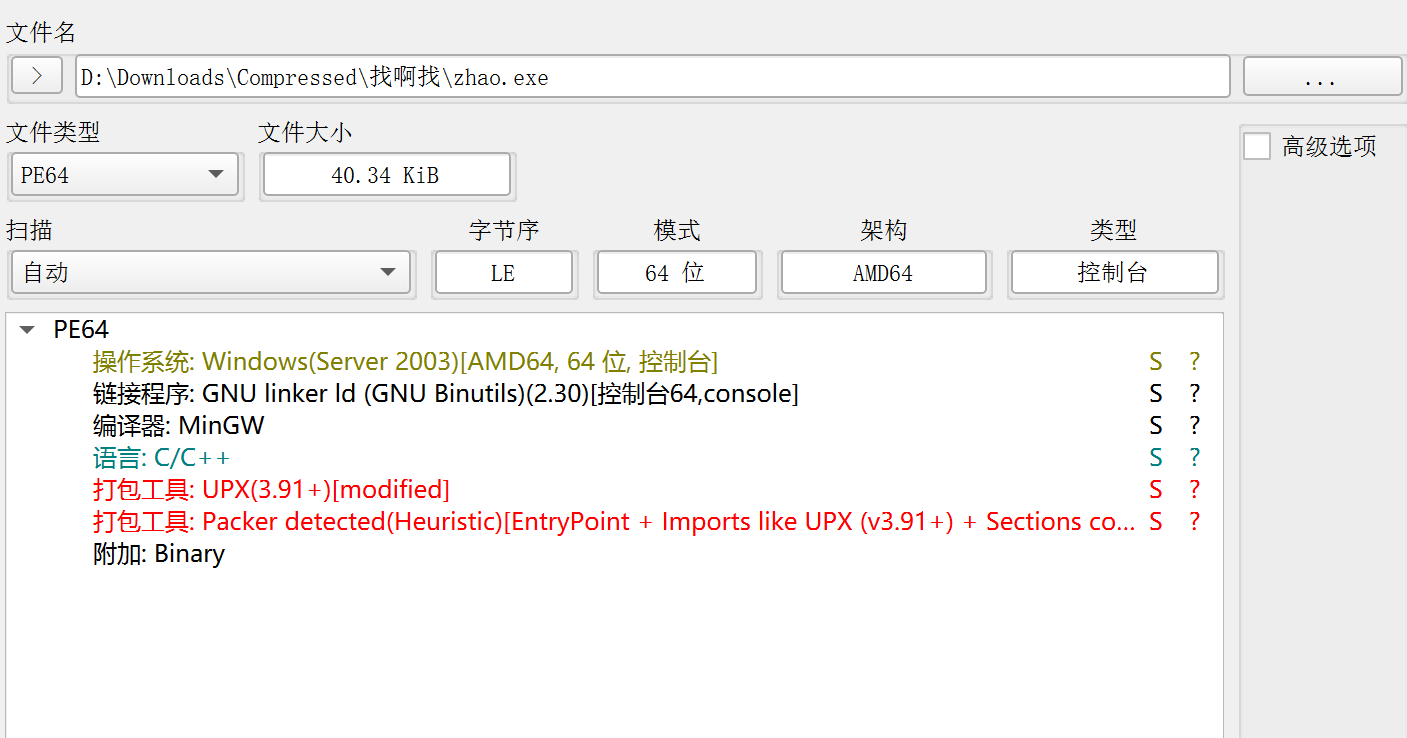 文件名
> D:\Downloads\Compressed\找啊找\zhao.exe ...
文件类型 文件大小
PE64 40.34 KiB
高级选项
扫描 字节序 模式 架构 类型
自动 LE 64 位 AMD64 控制台
PE64
操作系统: Windows(Server 2003)[AMD64, 64 位, 控制台] S ?
链接程序: GNU linker ld (GNU Binutils)(2.30)[控制台64,console] S ?
编译器: MinGW S ?
语言: C/C++ S ?
打包工具: UPX(3.91+)[modified] S ?
打包工具: Packer detected(Heuristic)[EntryPoint + Imports like UPX (v3.91+) + Sections co... S ?
附加: Binary